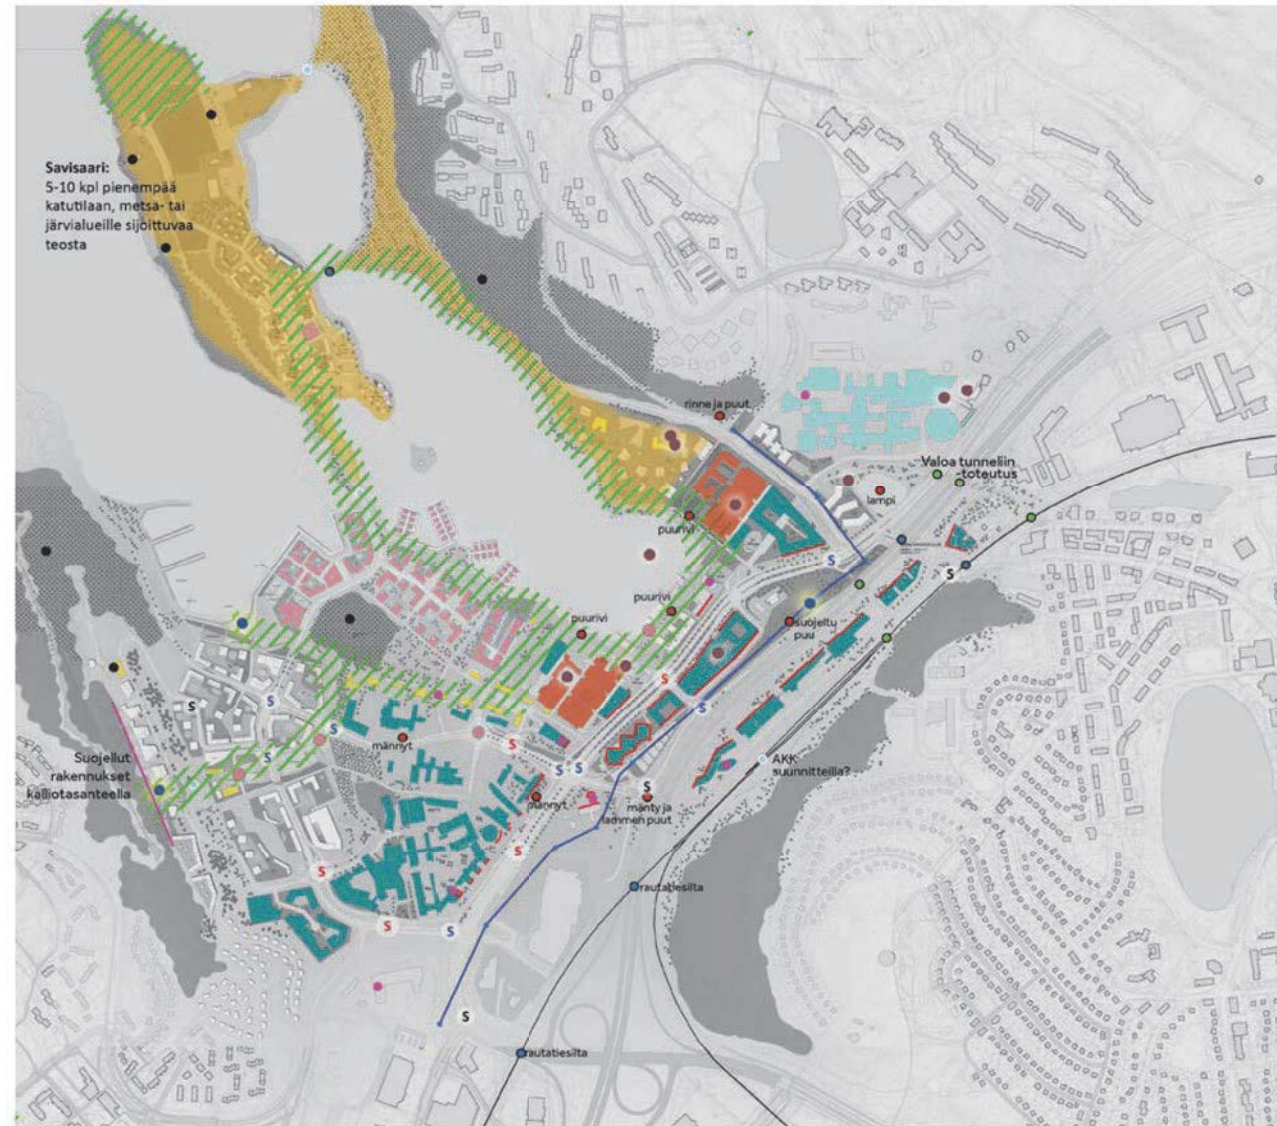 Savisaari:
5-10 kpl pienempää
katutilaan, metsä- tai
järvialueille sijoittuvaa
teosta
rinne ja puut
Valoa tunneliin
-toteutus
lampi
puurivi
S
S
puurivi
puurivi
suojeltu
puu
S
S
S
S
S
männyt
S
S
S
S
Suojellut
rakennukset
kalliotasanteella
AKK
suunnitteilla?
S
männyt
mänty ja
lammen puut
S
S
rautatiesilta
S
S
S
rautatiesilta